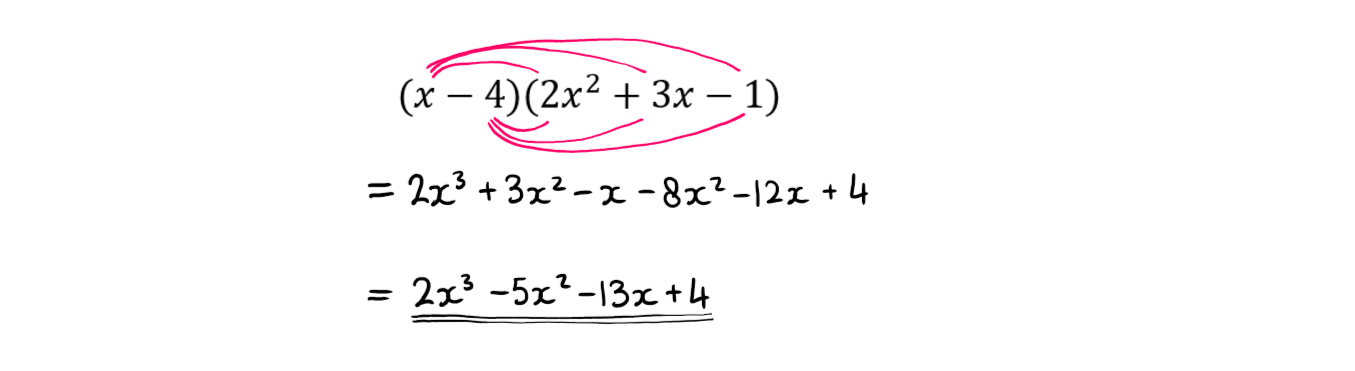 (x − 4)(2x² + 3x − 1)
= 2x³ + 3x² − x − 8x² − 12x + 4
= 2x³ − 5x² − 13x + 4